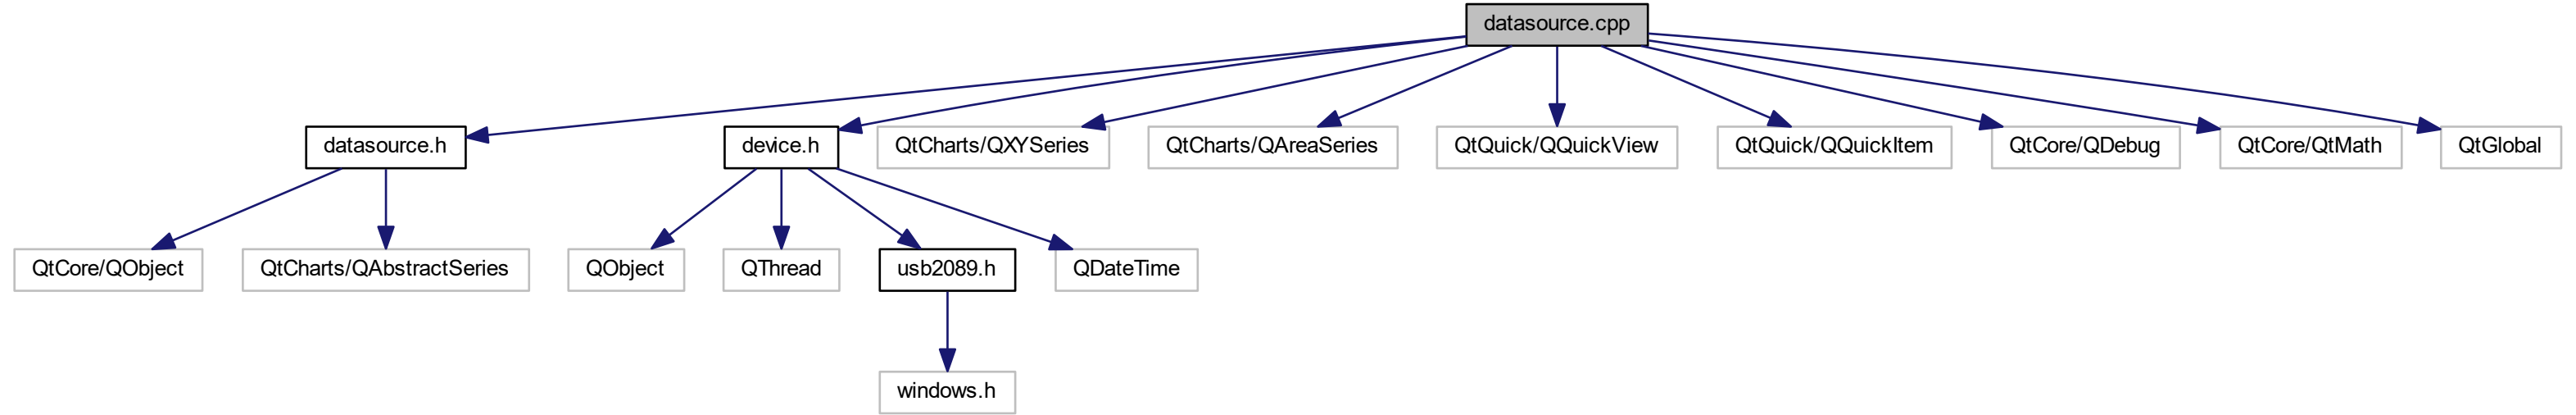 datasource.cpp
datasource.h
device.h
QtCharts/QXYSeries
QtCharts/QAreaSeries
QtQuick/QQuickView
QtQuick/QQuickItem
QtCore/QDebug
QtCore/QtMath
QtGlobal
QtCore/QObject
QtCharts/QAbstractSeries
QObject
QThread
usb2089.h
QDateTime
windows.h